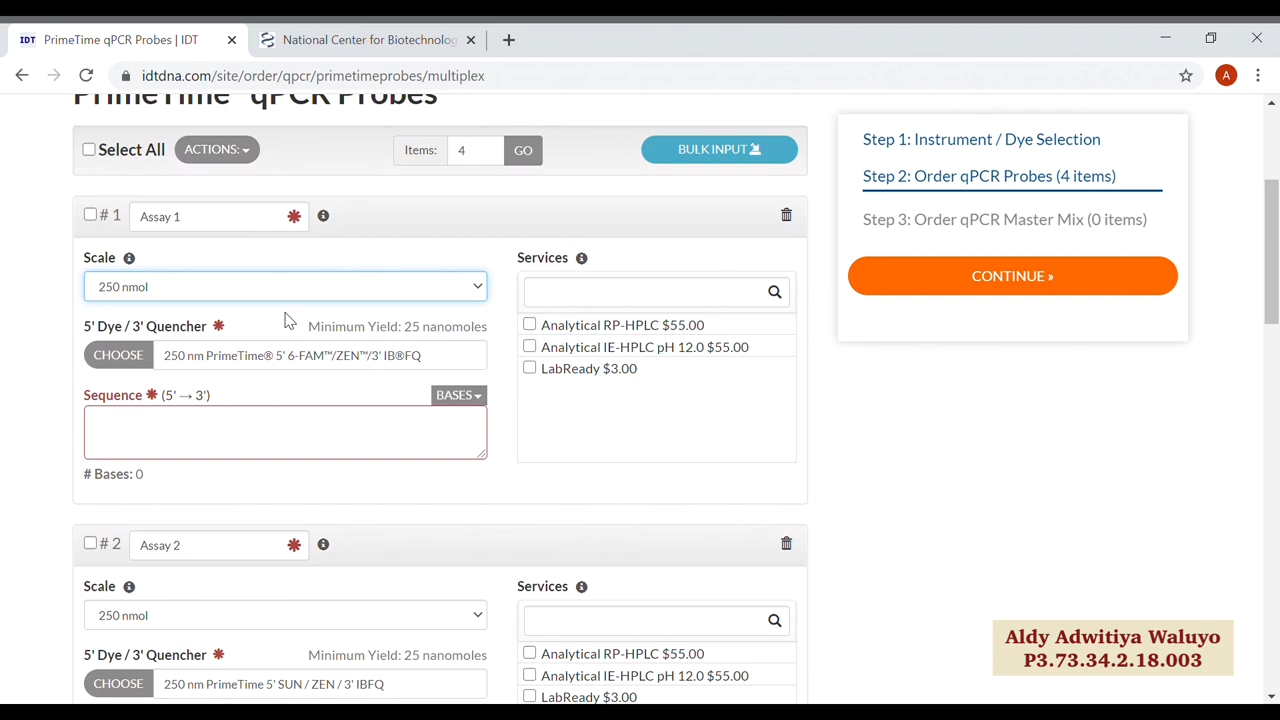 IDT PrimeTime qPCR Probes | IDT
National Center for Biotechnolog
idtdna.com/site/order/qpcr/primetimeprobes/multiplex
A
PrimeTime® qPCR Probes
Select All ACTIONS: Items: 4 GO BULK INPUT
Step 1: Instrument / Dye Selection
Step 2: Order qPCR Probes (4 items)
Step 3: Order qPCR Master Mix (0 items)
CONTINUE »
# 1 Assay 1
Scale
250 nmol
5' Dye / 3' Quencher Minimum Yield: 25 nanomoles
CHOOSE 250 nm PrimeTime® 5' 6-FAM™/ZEN™/3' IB®FQ
Sequence (5' → 3') BASES
# Bases: 0
Services
Analytical RP-HPLC $55.00
Analytical IE-HPLC pH 12.0 $55.00
LabReady $3.00
# 2 Assay 2
Scale
250 nmol
5' Dye / 3' Quencher Minimum Yield: 25 nanomoles
CHOOSE 250 nm PrimeTime 5' SUN / ZEN / 3' IBFQ
Services
Analytical RP-HPLC $55.00
Analytical IE-HPLC pH 12.0 $55.00
LabReady $3.00
Aldy Adwitiya Waluyo
P3.73.34.2.18.003